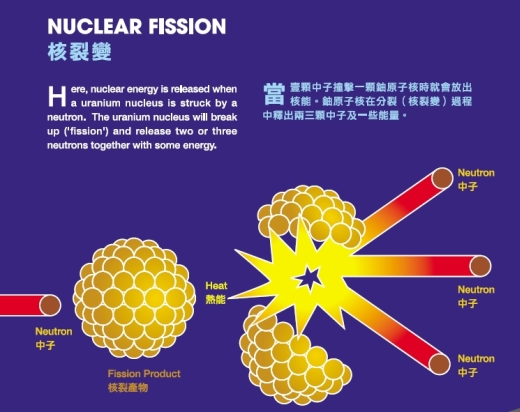 NUCLEAR FISSION
核裂變
Here, nuclear energy is released when
a uranium nucleus is struck by a
neutron. The uranium nucleus will break
up ('fission') and release two or three
neutrons together with some energy.
當壹顆中子撞擊一顆鈾原子核時就會放出
核能。鈾原子核在分裂（核裂變）過程
中釋出兩三顆中子及一些能量。
Neutron
中子
Heat
熱能
Neutron
中子
Neutron
中子
Fission Product
核裂產物
Neutron
中子